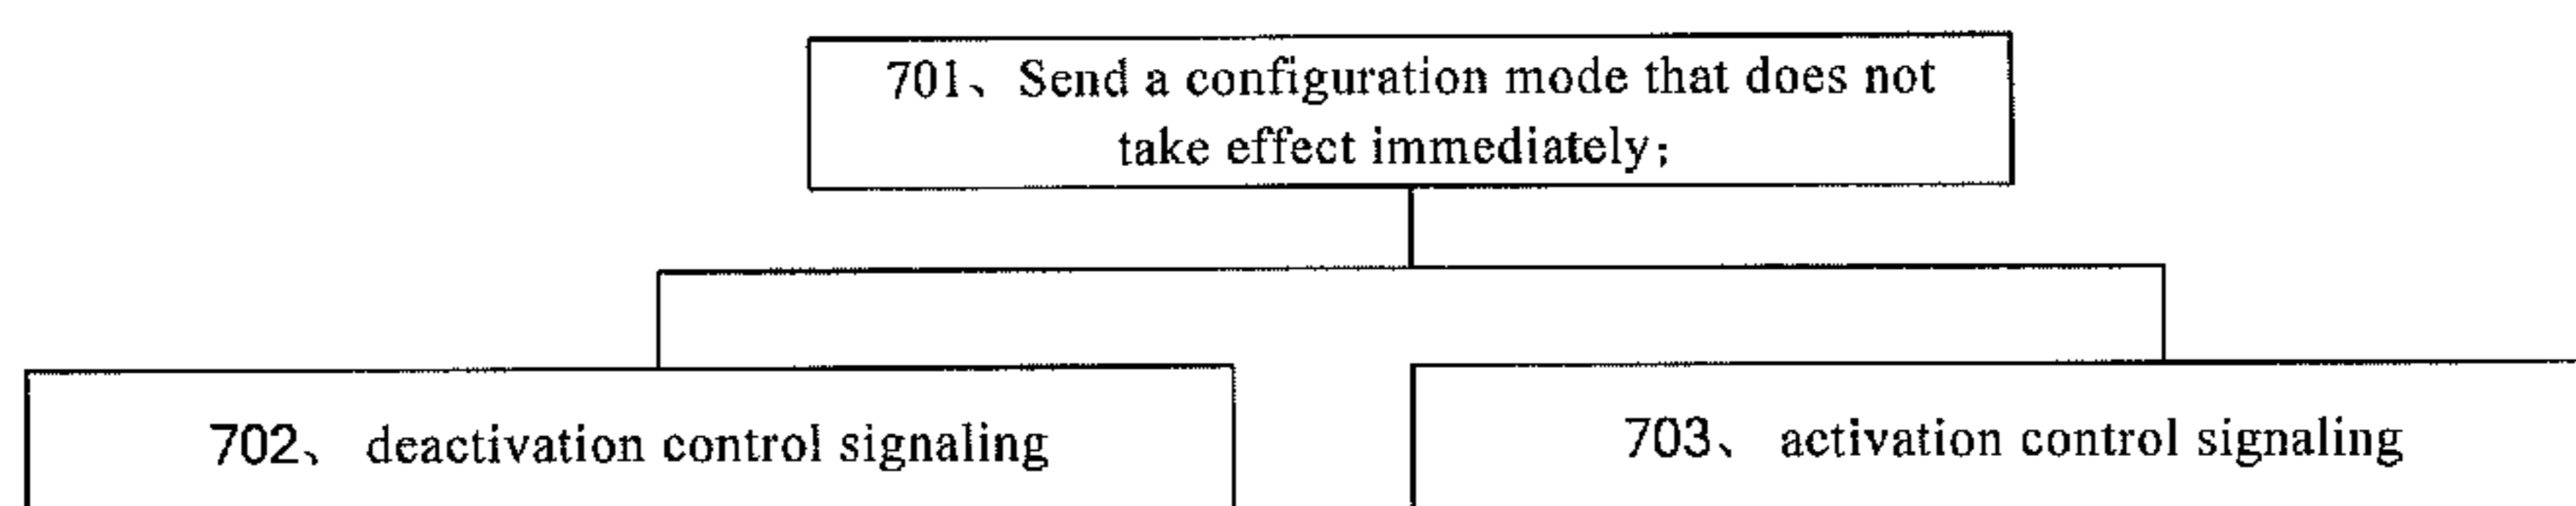 701、Send a configuration mode that does not
take effect immediately;
702、 deactivation control signaling
703、 activation control signaling